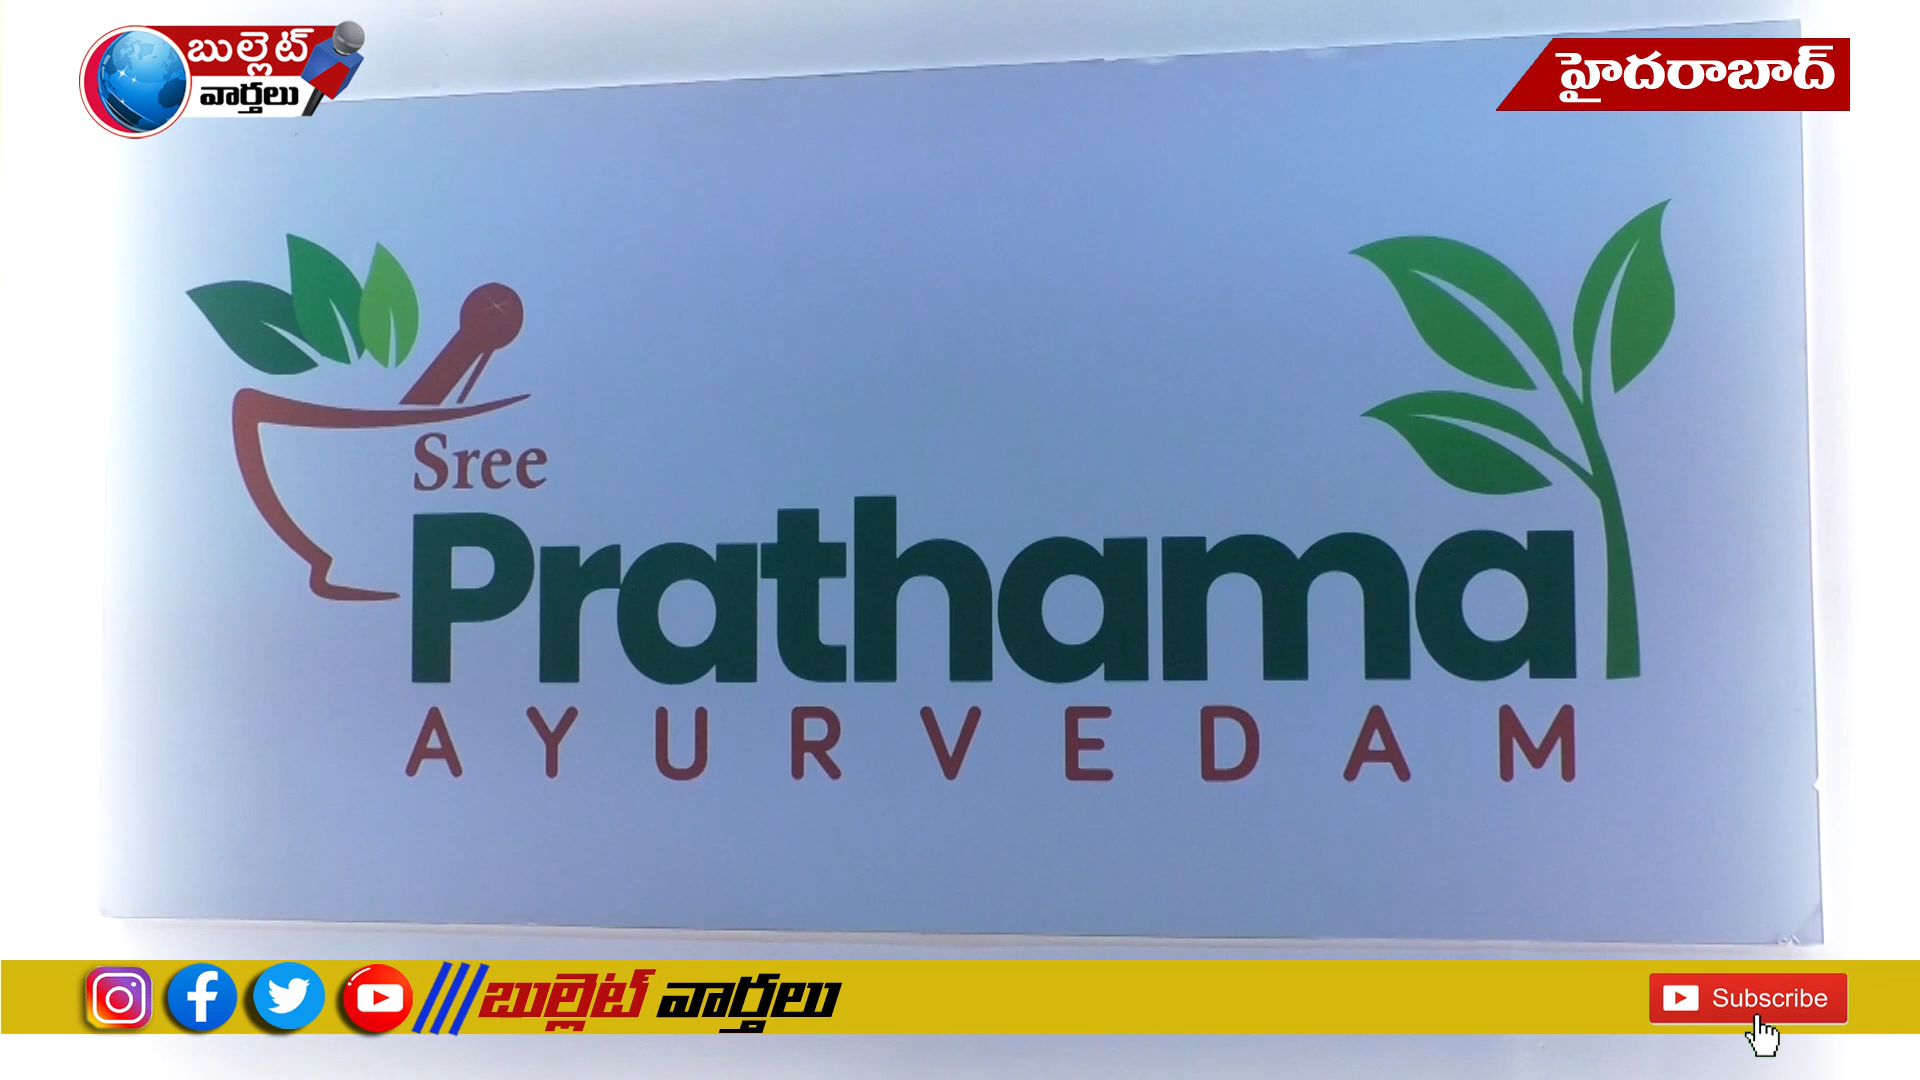 బుల్లెట్
వార్తలు
హైదరాబాద్
Sree
Prathama
AYURVEDAM
బుల్లెట్ వార్తలు
Subscribe